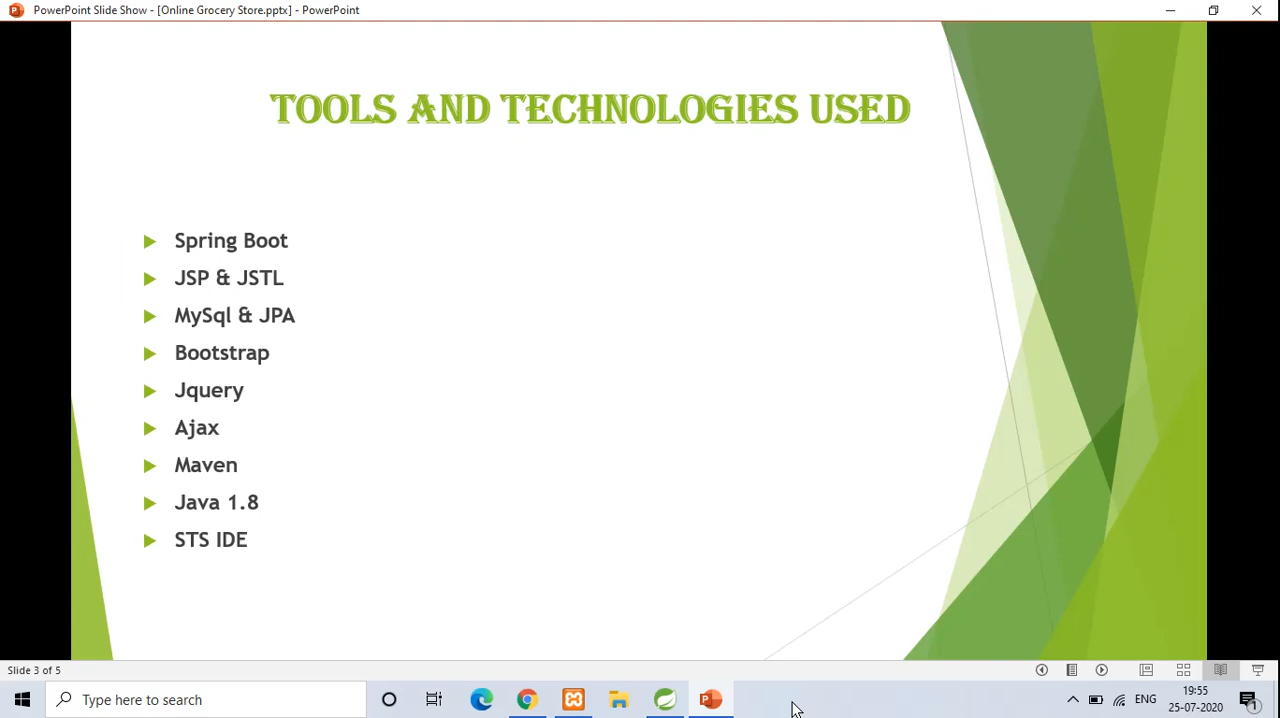 PowerPoint Slide Show - [Online Grocery Store.pptx] - PowerPoint
TOOLS AND TECHNOLOGIES USED
Spring Boot
JSP & JSTL
MySql & JPA
Bootstrap
Jquery
Ajax
Maven
Java 1.8
STS IDE
Slide 3 of 5
Type here to search
ENG
19:55
25-07-2020
1